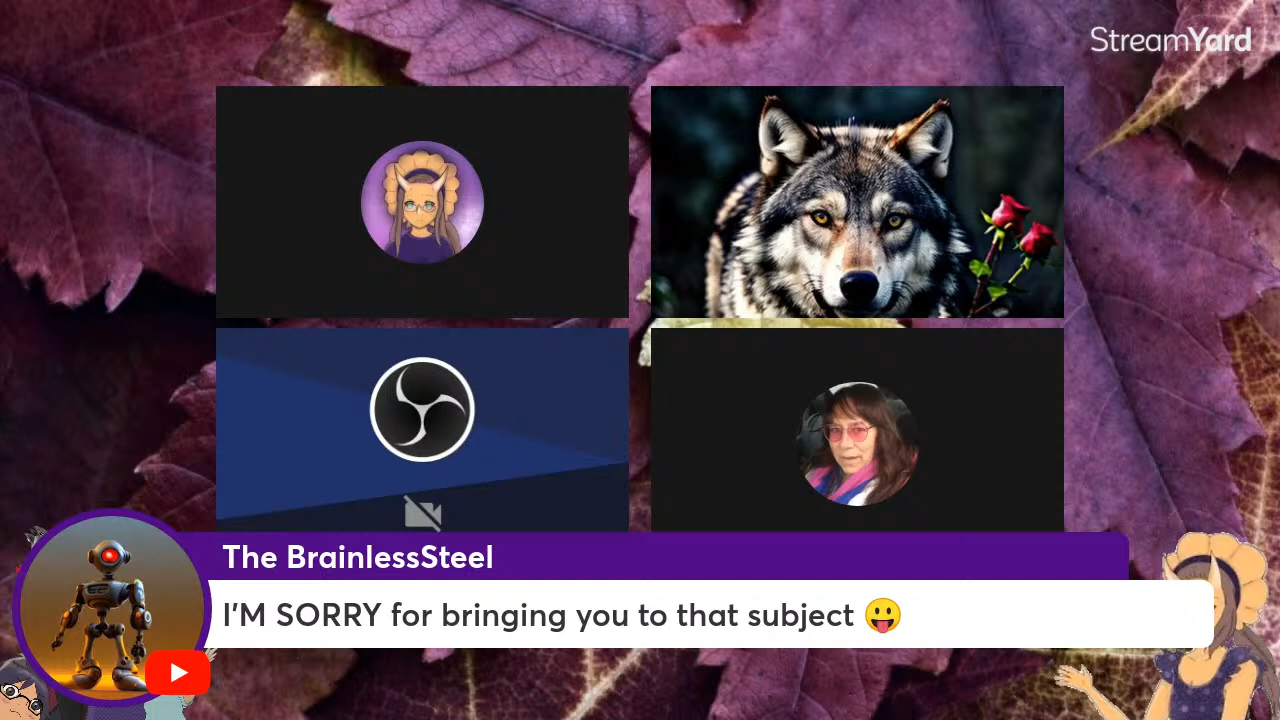 StreamYard
The BrainlessSteel
I'M SORRY for bringing you to that subject 😛